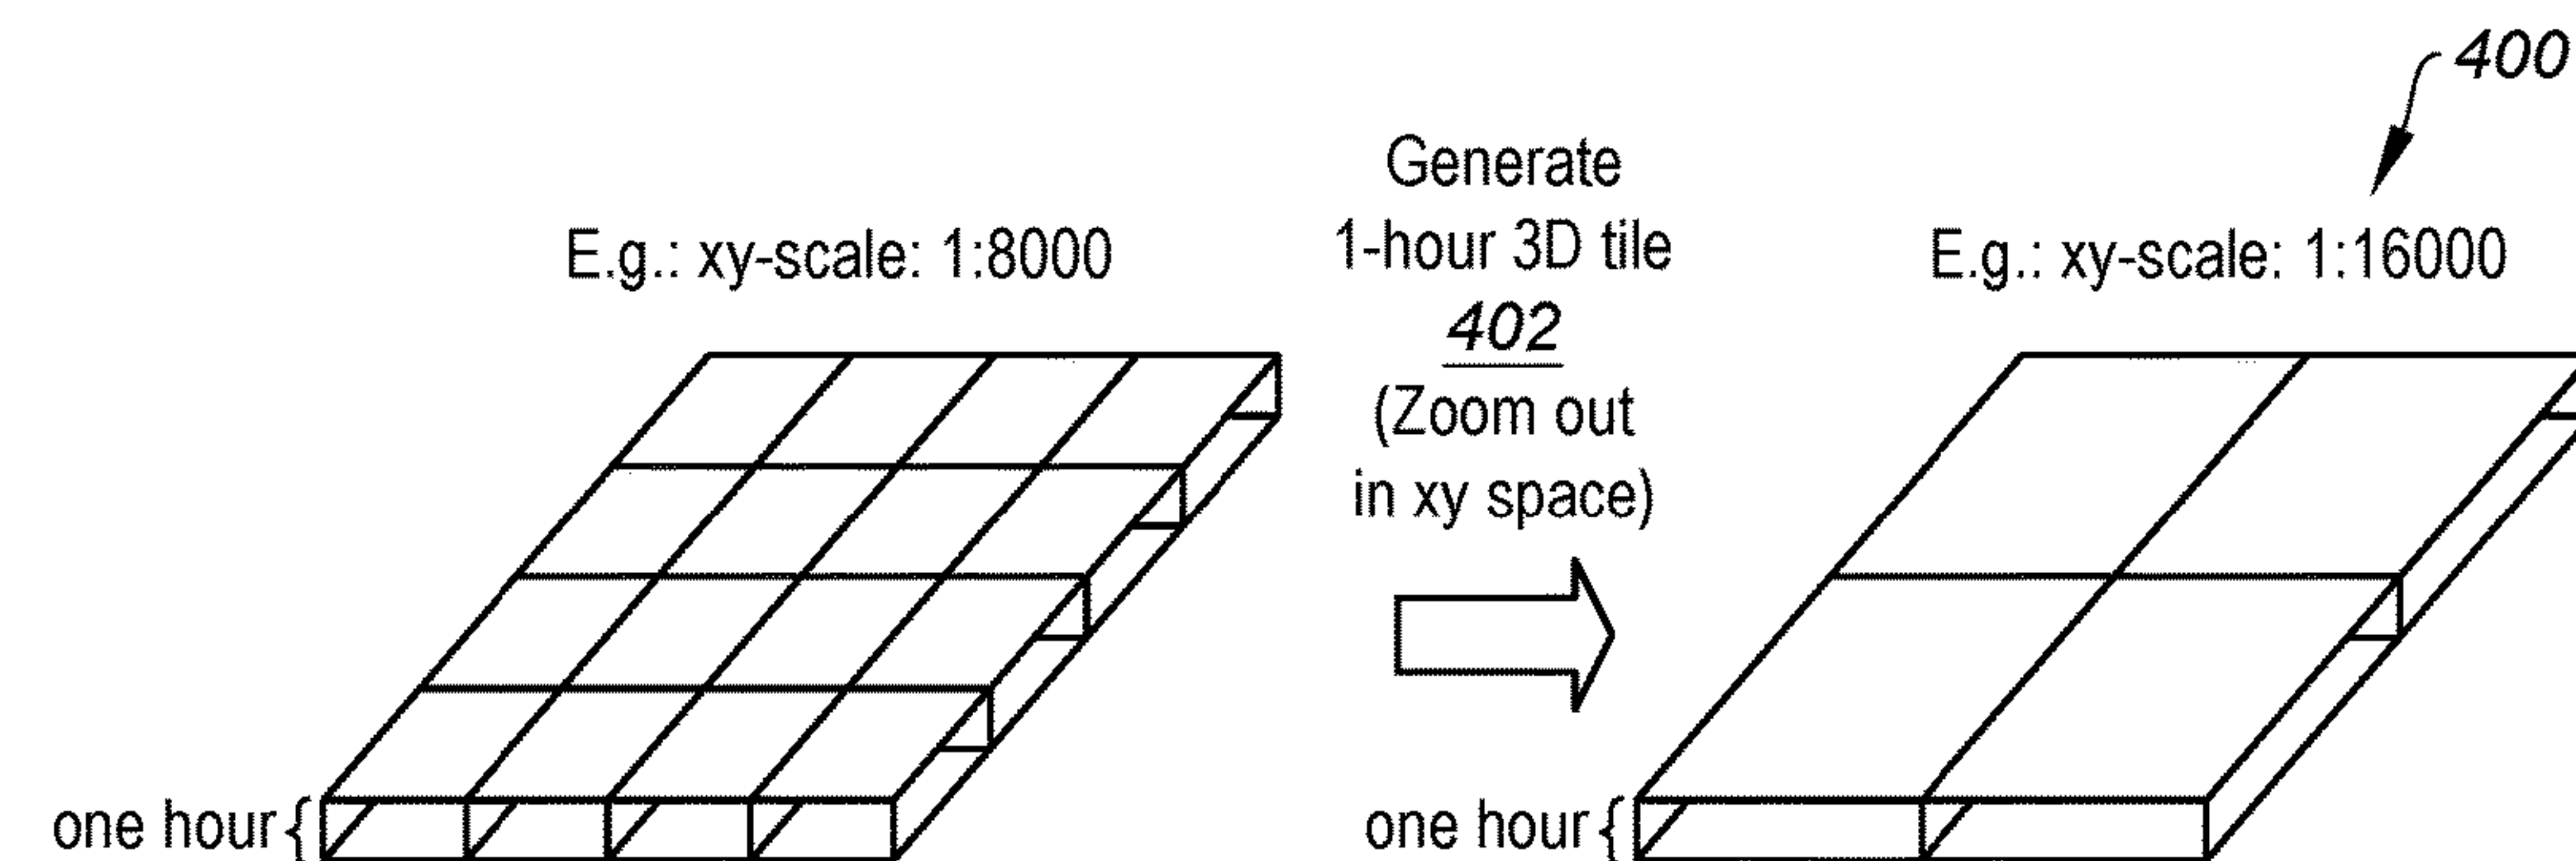 400
Generate
1-hour 3D tile
402
(Zoom out
in xy space)
E.g.: xy-scale: 1:8000
E.g.: xy-scale: 1:16000
one hour
one hour